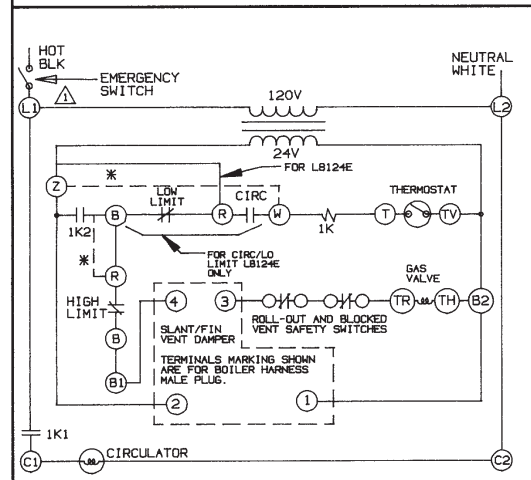 HOT
BLK
NEUTRAL
WHITE
EMERGENCY
SWITCH
L1
1
120V
L2
24V
FOR L8124E
Z
*
LOW
LIMIT
CIRC
THERMOSTAT
1K2
B
R
W
1K
T
TV
*
FOR CIRC/LO
LIMIT L8124E
ONLY
R
GAS
VALVE
HIGH
LIMIT
4
3
TR
TH
B2
ROLL-OUT AND BLOCKED
VENT SAFETY SWITCHES
B
SLANT/FIN
VENT DAMPER
TERMINALS MARKING SHOWN
ARE FOR BOILER HARNESS
MALE PLUG.
B1
2
1
1K1
C1
CIRCULATOR
C2